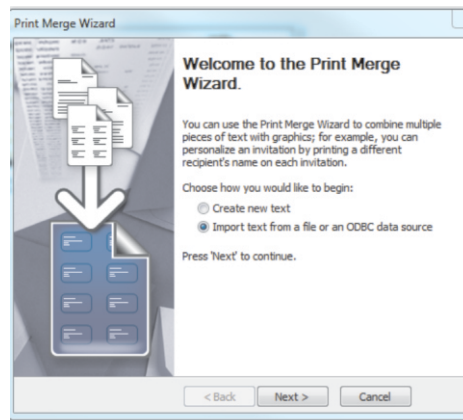 Print Merge Wizard
Welcome to the Print Merge
Wizard.
You can use the Print Merge Wizard to combine multiple
pieces of text with graphics; for example, you can
personalize an invitation by printing a different
recipient's name on each invitation.
Choose how you would like to begin:
Create new text
Import text from a file or an ODBC data source
Press 'Next' to continue.
< Back Next > Cancel